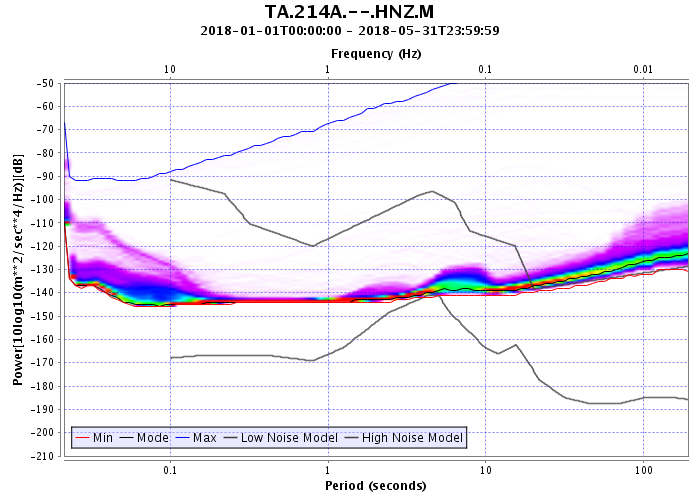 TA.214A.--.HNZ.M
2018-01-01T00:00:00 - 2018-05-31T23:59:59
Frequency (Hz)
10 1 0.1 0.01
-50
-60
-70
-80
-90
-100
-110
-120
-130
-140
-150
-160
-170
-180
-190
-200
-210
Power[10log10(m**2/sec**4/Hz)][dB]
Min Mode Max Low Noise Model High Noise Model
0.1 1 10 100
Period (seconds)